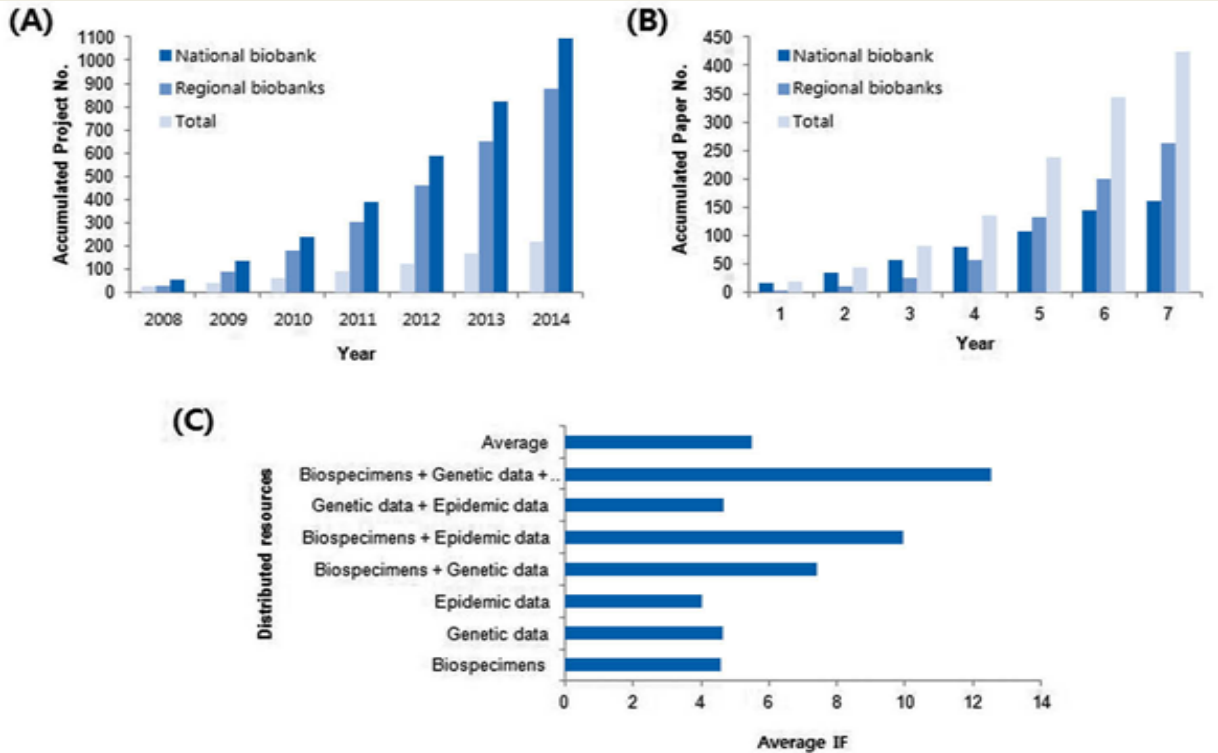 (A)
Accumulated Project No.
1100
1000
900
800
700
600
500
400
300
200
100
0
National biobank
Regional biobanks
Total
2008 2009 2010 2011 2012 2013 2014
Year
(B)
Accumulated Paper No.
450
400
350
300
250
200
150
100
50
0
National biobank
Regional biobanks
Total
1 2 3 4 5 6 7
Year
(C)
Distributed resources
Average
Biospecimens + Genetic data +..
Genetic data + Epidemic data
Biospecimens + Epidemic data
Biospecimens + Genetic data
Epidemic data
Genetic data
Biospecimens
0 2 4 6 8 10 12 14
Average IF